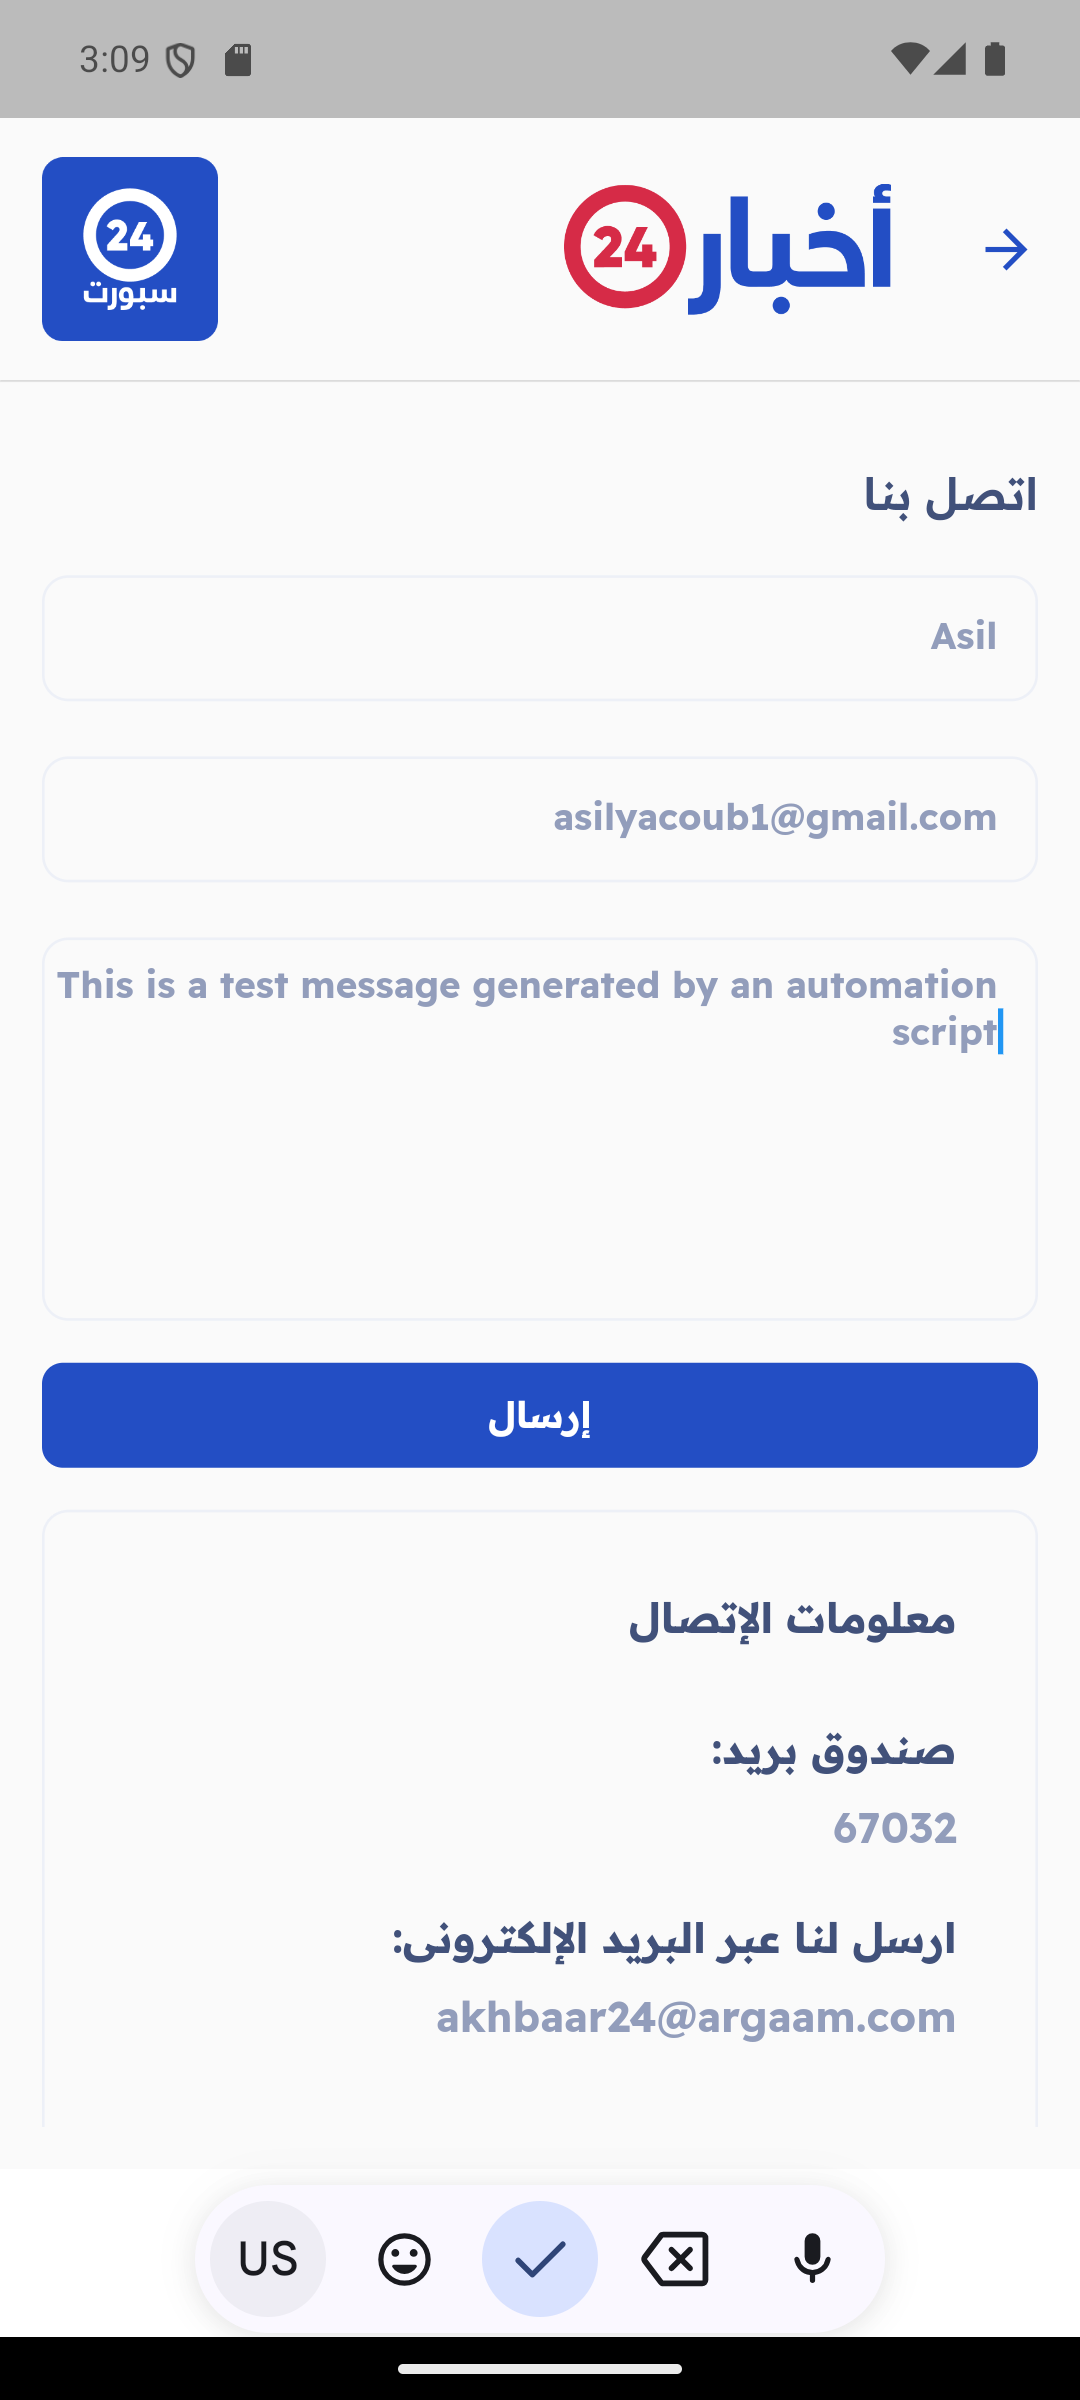 3:09
أخبار 24
24
سبورت
اتصل بنا
Asil
asilyacoub1@gmail.com
This is a test message generated by an automation
script
إرسال
معلومات الإتصال
صندوق بريد:
67032
ارسل لنا عبر البريد الإلكترونى:
akhbaar24@argaam.com
US